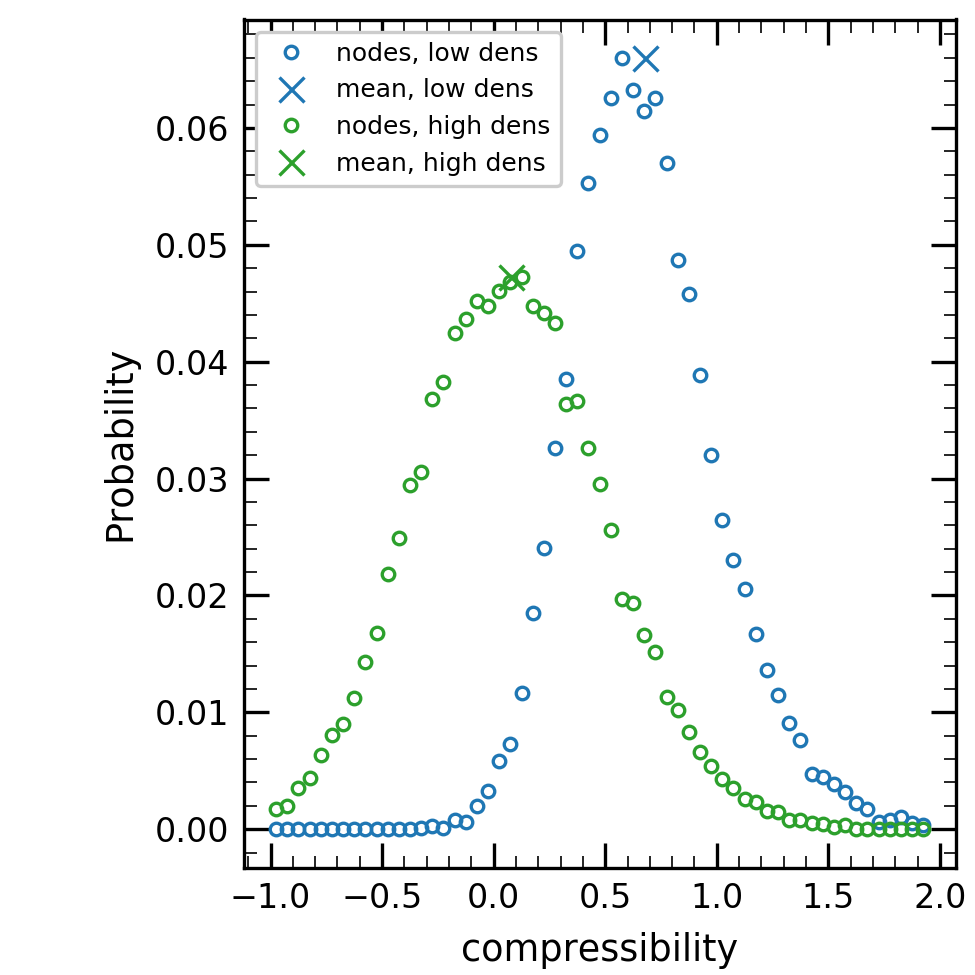 nodes, low dens
mean, low dens
nodes, high dens
mean, high dens
Probability
0.06
0.05
0.04
0.03
0.02
0.01
0.00
−1.0 −0.5 0.0 0.5 1.0 1.5 2.0
compressibility